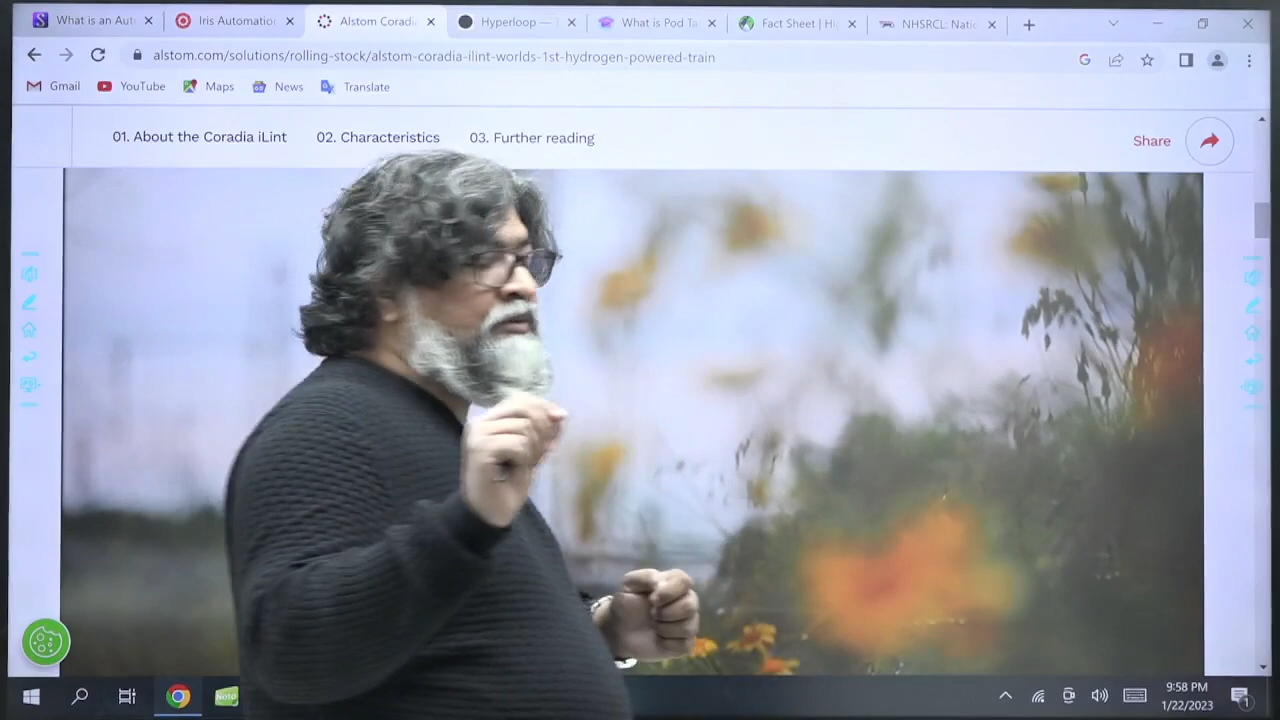 What is an Aut
Iris Automatio
Alstom Coradi
Hyperloop —
What is Pod Ta
Fact Sheet | Hi
NHSRCL: Natio
alstom.com/solutions/rolling-stock/alstom-coradia-ilint-worlds-1st-hydrogen-powered-train
Gmail
YouTube
Maps
News
Translate
01. About the Coradia iLint
02. Characteristics
03. Further reading
Share
9:58 PM
1/22/2023
1